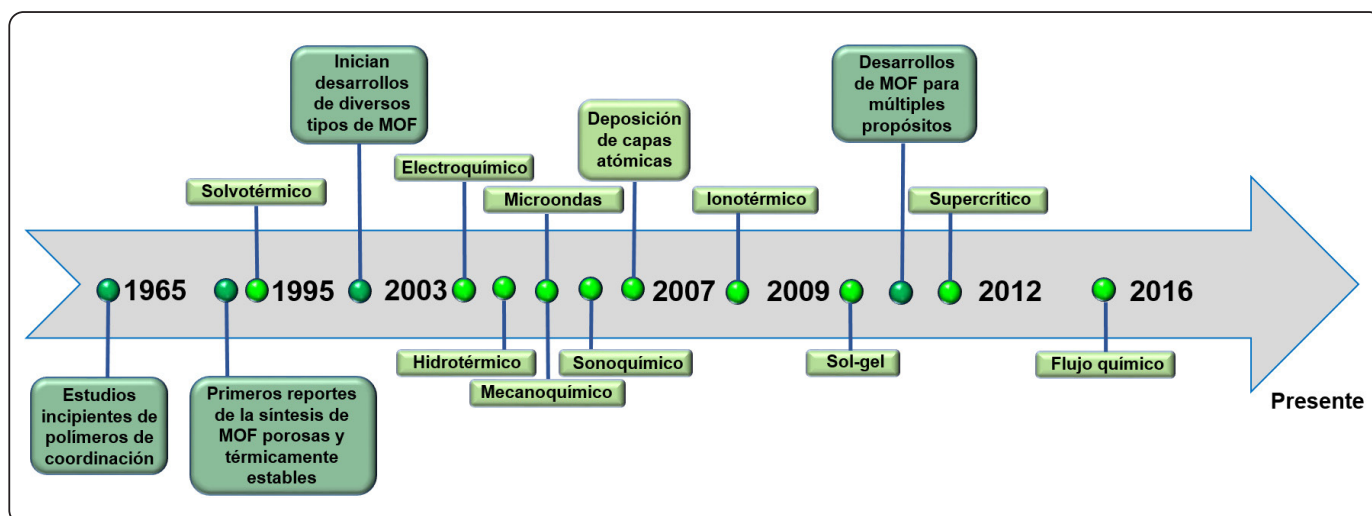 Inician
desarrollos
de diversos
tipos de MOF
Desarrollos
de MOF para
múltiples
propósitos
Deposición
de capas
atómicas
Electroquímico
Solvotérmico
Microondas
Ionotérmico
Supercrítico
1965
1995
2003
2007
2009
2012
2016
Hidrotérmico
Sonoquímico
Sol-gel
Flujo químico
Mecanoquímico
Presente
Estudios
incipientes de
polímeros de
coordinación
Primeros reportes
de la síntesis de
MOF porosas y
térmicamente
estables